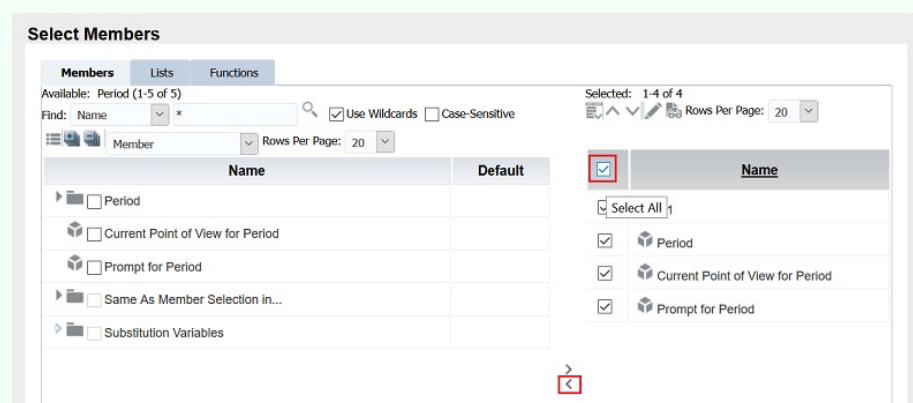 Select Members
Members Lists Functions
Available: Period (1-5 of 5)
Find: Name * Use Wildcards Case-Sensitive
Member Rows Per Page: 20
Name Default
Period
Current Point of View for Period
Prompt for Period
Same As Member Selection in...
Substitution Variables
Selected: 1-4 of 4
Rows Per Page: 20
Name
Select All 1
Period
Current Point of View for Period
Prompt for Period